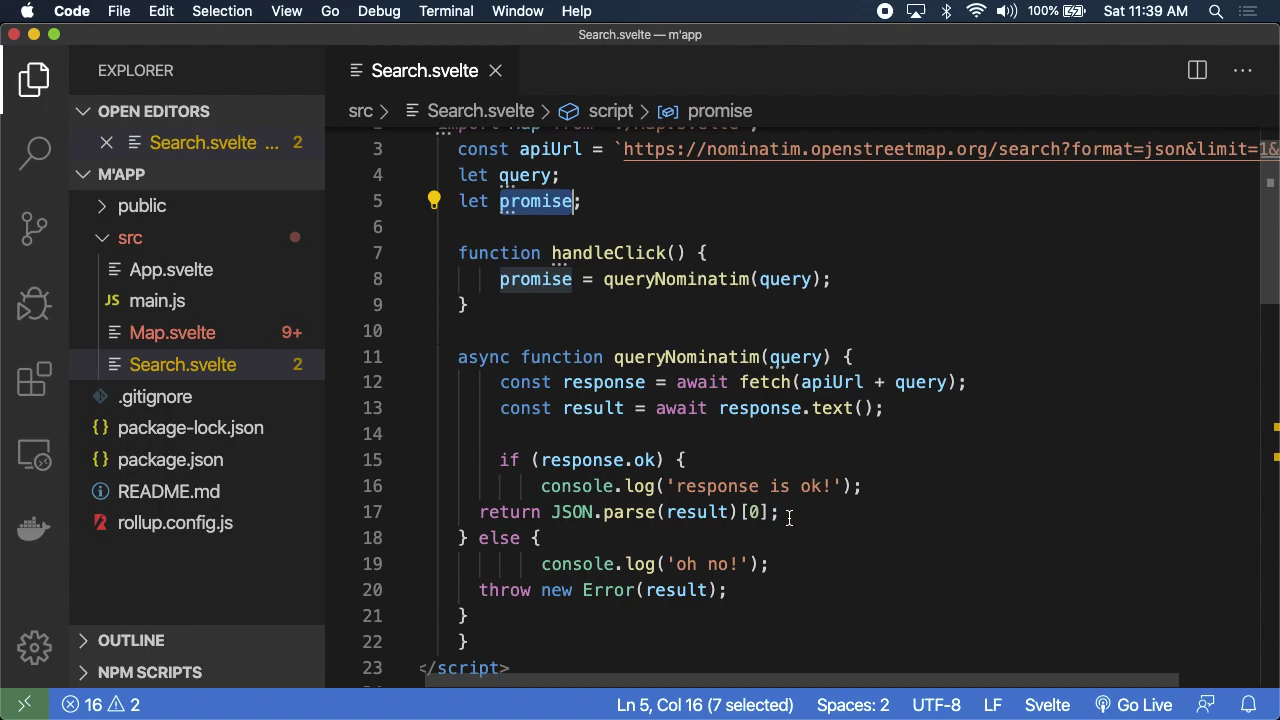 Code File Edit Selection View Go Debug Terminal Window Help 100% Sat 11:39 AM
Search.svelte — m'app
EXPLORER
Search.svelte
OPEN EDITORS
src > Search.svelte > script > promise
Search.svelte ... 2
M'APP
public
src
App.svelte
main.js
Map.svelte 9+
Search.svelte 2
.gitignore
package-lock.json
package.json
README.md
rollup.config.js
OUTLINE
NPM SCRIPTS
3 const apiUrl = `https://nominatim.openstreetmap.org/search?format=json&limit=1&
4 let query;
5 let promise;
6
7 function handleClick() {
8 promise = queryNominatim(query);
9 }
10
11 async function queryNominatim(query) {
12 const response = await fetch(apiUrl + query);
13 const result = await response.text();
14
15 if (response.ok) {
16 console.log('response is ok!');
17 return JSON.parse(result)[0];
18 } else {
19 console.log('oh no!');
20 throw new Error(result);
21 }
22 }
23 </script>
16 2 Ln 5, Col 16 (7 selected) Spaces: 2 UTF-8 LF Svelte Go Live